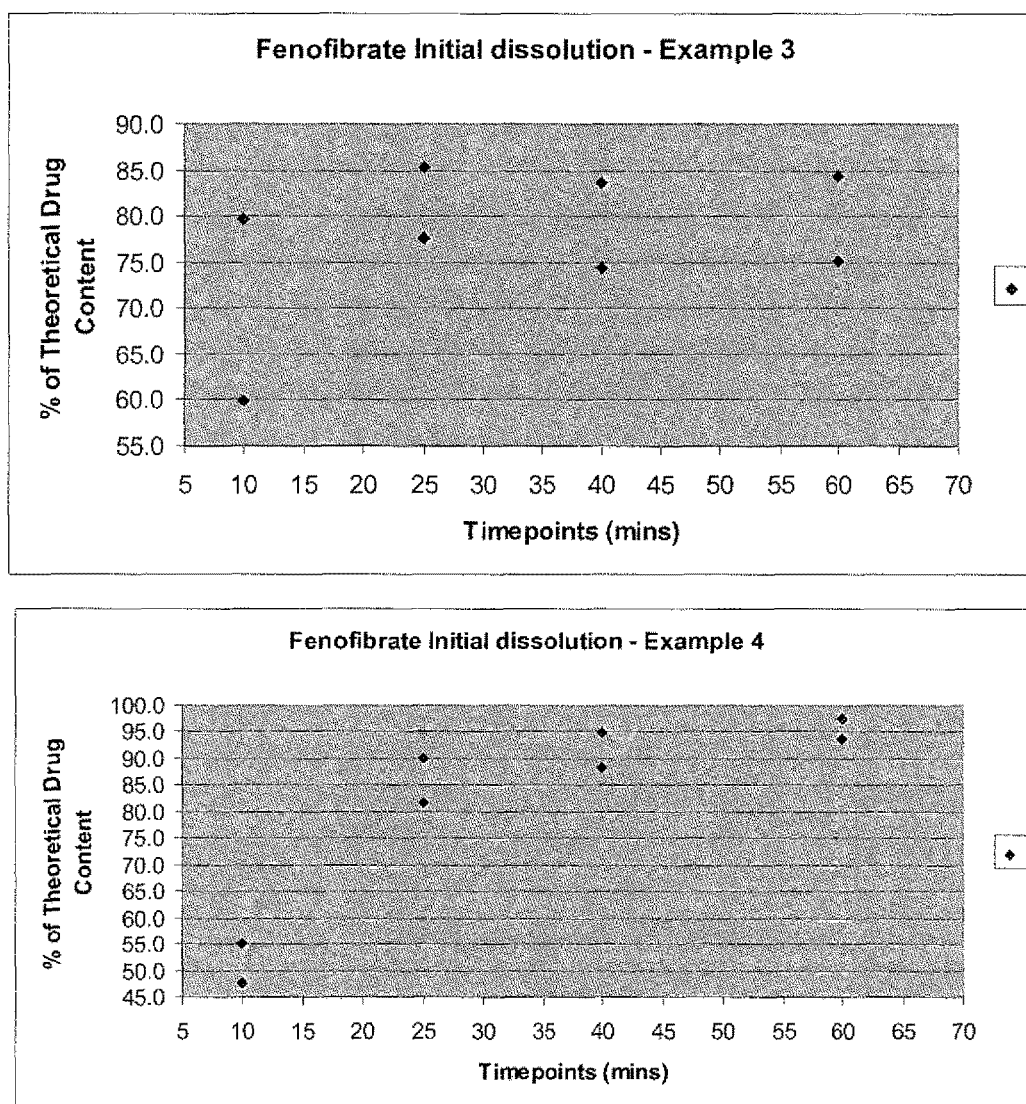 Fenofibrate Initial dissolution - Example 3
% of Theoretical Drug
Content
90.0
85.0
80.0
75.0
70.0
65.0
60.0
55.0
5 10 15 20 25 30 35 40 45 50 55 60 65 70
Timepoints (mins)
Fenofibrate Initial dissolution - Example 4
% of Theoretical Drug
Content
100.0
95.0
90.0
85.0
80.0
75.0
70.0
65.0
60.0
55.0
50.0
45.0
5 10 15 20 25 30 35 40 45 50 55 60 65 70
Timepoints (mins)